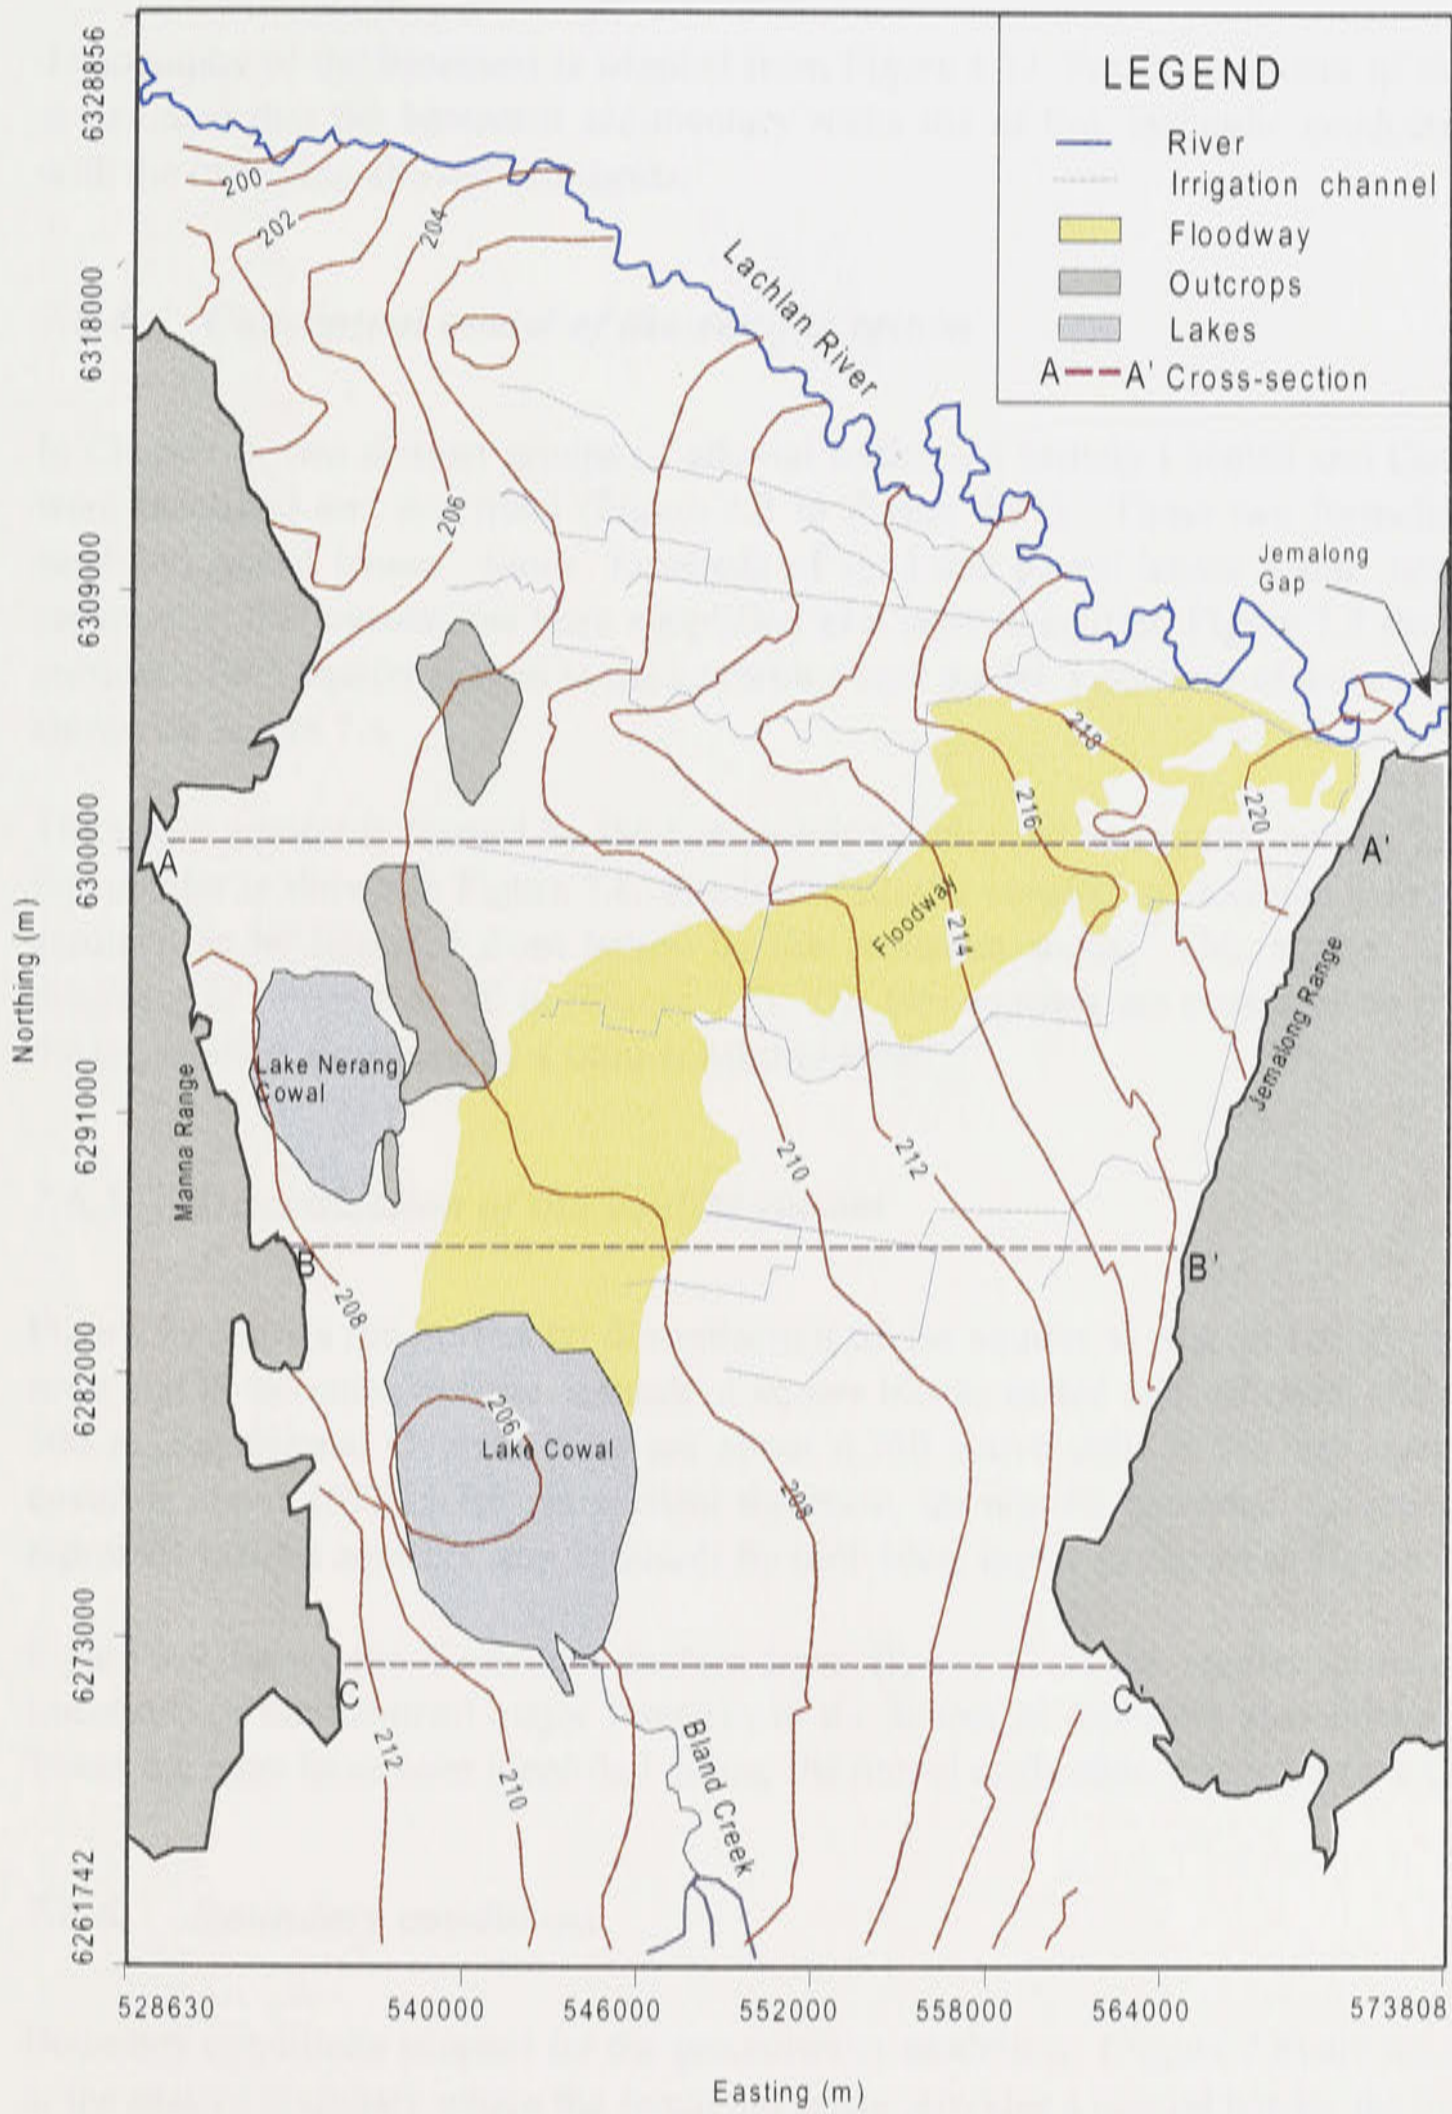 LEGEND
River
Irrigation channel
Floodway
Outcrops
Lakes
A A' Cross-section
6328856
6318000
6309000
6300000
6291000
6282000
6273000
6261742
Northing (m)
200
202
204
206
Lachlan River
Jemalong
Gap
218
216
220
A
A'
Floodway
214
Jemalong Range
Lake Nerang
Cowal
Manna Range
210
212
B
B'
208
206
Lake Cowal
208
C
C'
212
210
Bland Creek
528630
540000
546000
552000
558000
564000
573808
Easting (m)